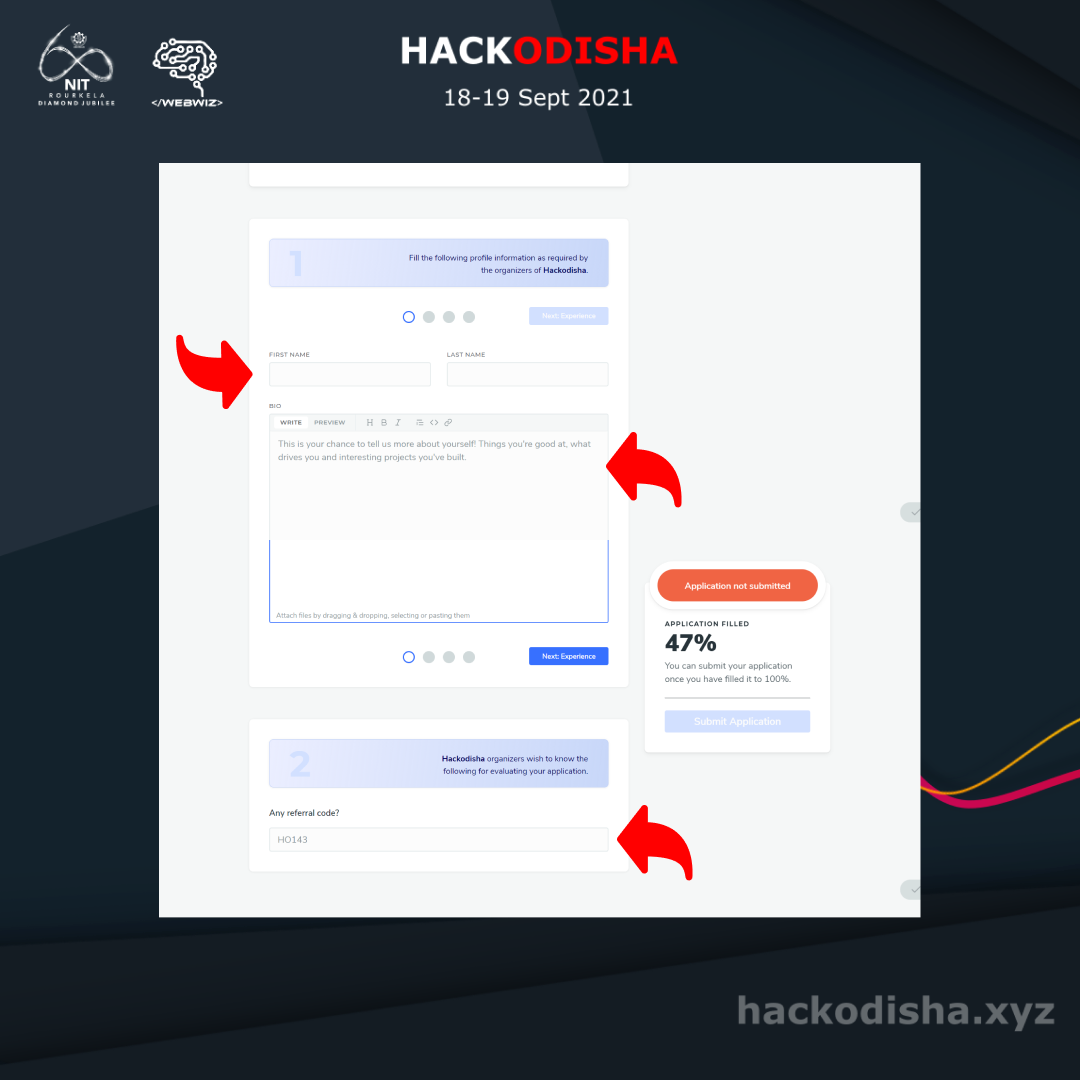 NIT
ROURKELA
DIAMOND JUBILEE
</WEBWIZ>
HACKODISHA
18-19 Sept 2021
1
Fill the following profile information as required by
the organizers of Hackodisha.
Next: Experience
FIRST NAME
LAST NAME
BIO
WRITE PREVIEW H B I
This is your chance to tell us more about yourself! Things you're good at, what
drives you and interesting projects you've built.
Attach files by dragging & dropping, selecting or pasting them
Next: Experience
Application not submitted
APPLICATION FILLED
47%
You can submit your application
once you have filled it to 100%.
Submit Application
2
Hackodisha organizers wish to know the
following for evaluating your application.
Any referral code?
HO143
hackodisha.xyz